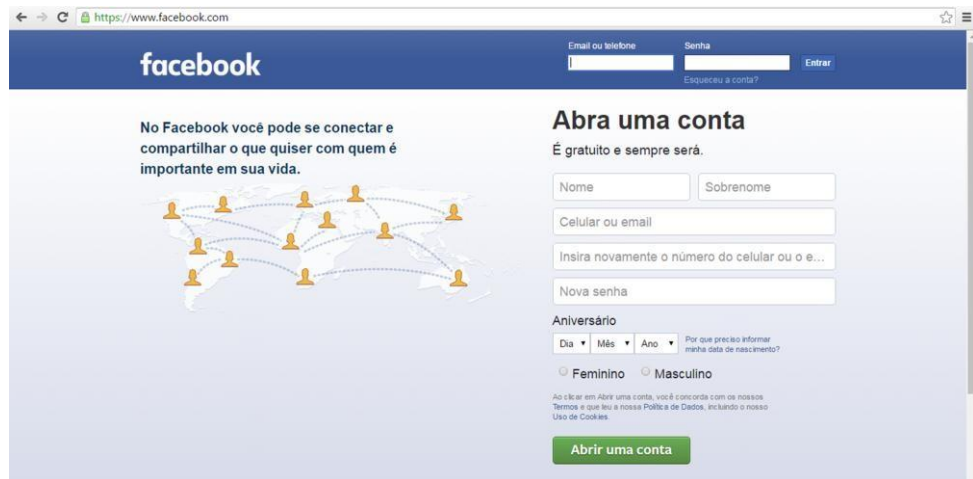 https://www.facebook.com
facebook
Email ou telefone
Senha
Entrar
Esqueceu a conta?
No Facebook você pode se conectar e
compartilhar o que quiser com quem é
importante em sua vida.
Abra uma conta
É gratuito e sempre será.
Nome
Sobrenome
Celular ou email
Insira novamente o número do celular ou o e...
Nova senha
Aniversário
Dia Mês Ano
Por que preciso informar
minha data de nascimento?
Feminino Masculino
Ao clicar em Abrir uma conta, você concorda com os nossos
Termos e que leu a nossa Política de Dados, incluindo o nosso
Uso de Cookies.
Abrir uma conta